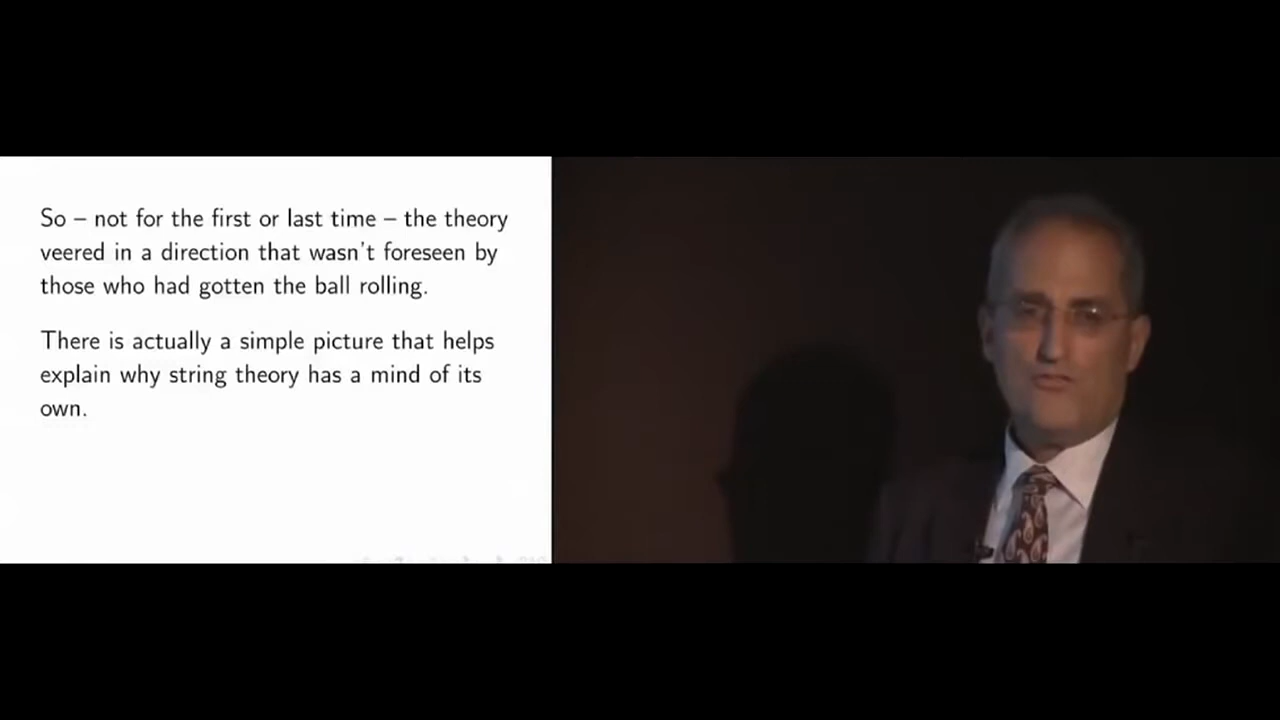 So – not for the first or last time – the theory
veered in a direction that wasn't foreseen by
those who had gotten the ball rolling.
There is actually a simple picture that helps
explain why string theory has a mind of its
own.